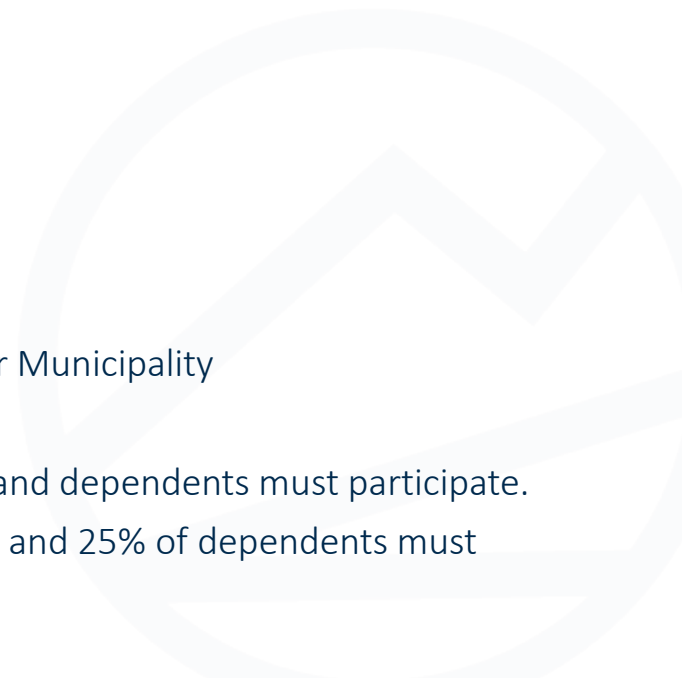 Municipality
and dependents must participate.
and 25% of dependents must